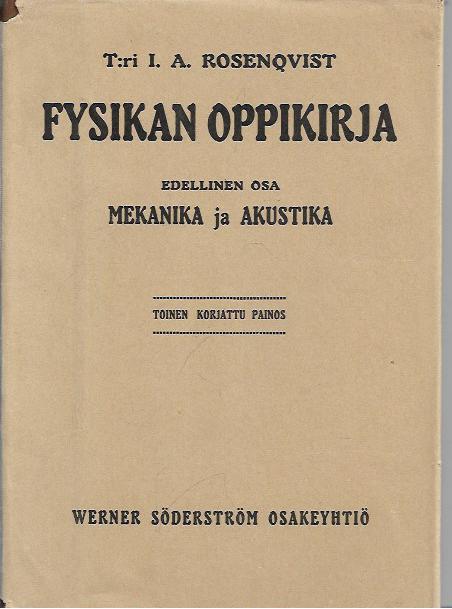 T:ri I. A. ROSENQVIST
FYSIKAN OPPIKIRJA
EDELLINEN OSA
MEKANIKA ja AKUSTIKA
TOINEN KORJATTU PAINOS
WERNER SÖDERSTRÖM OSAKEYHTIÖ